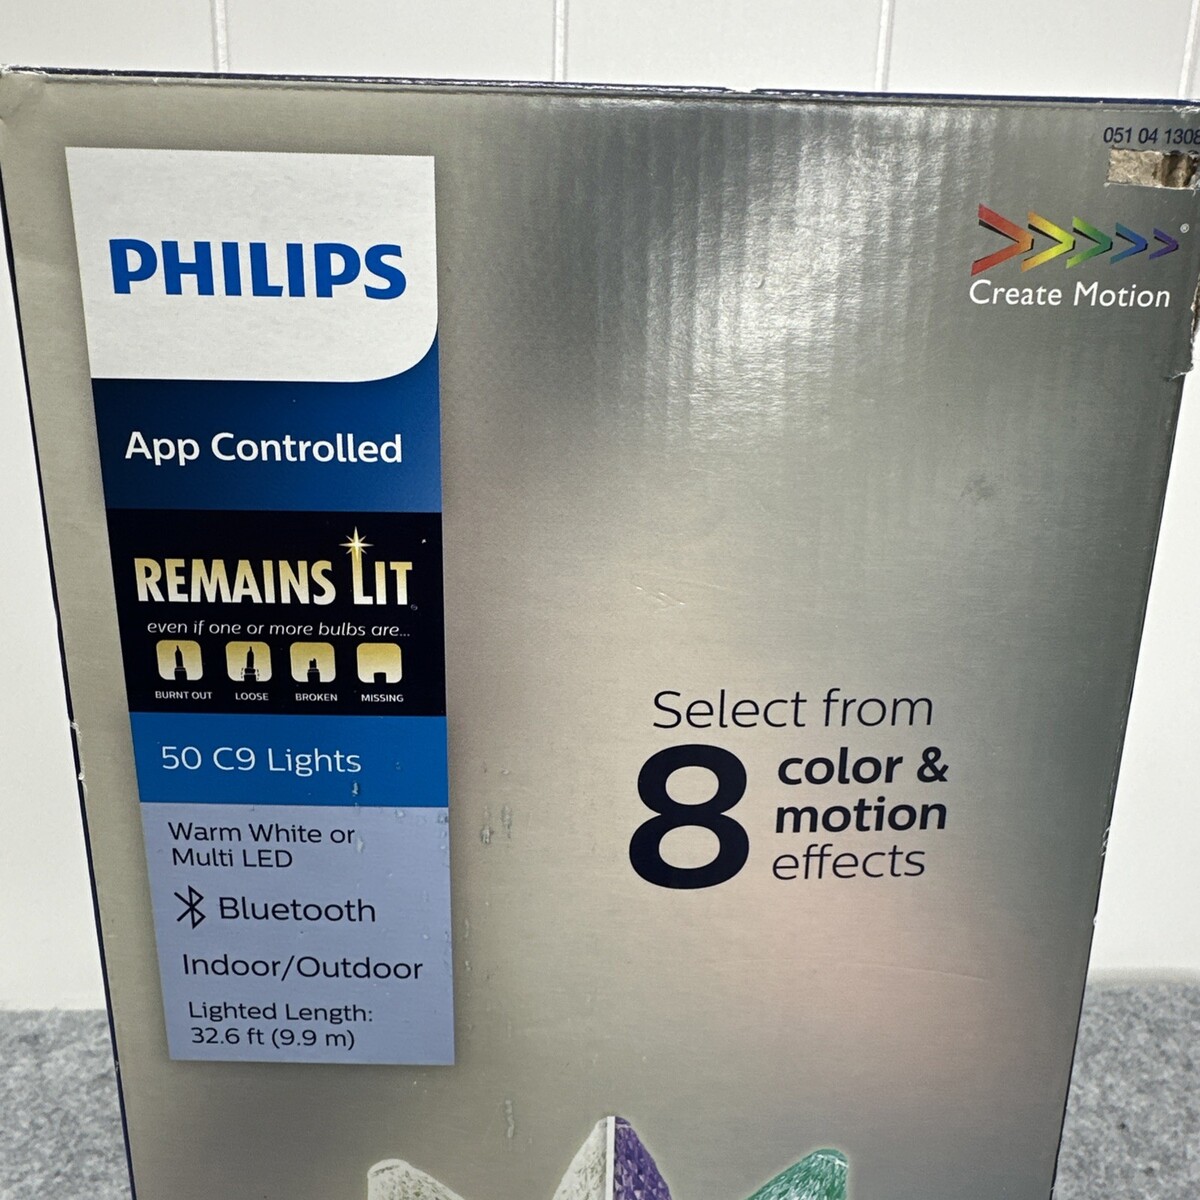 051 04 1308
PHILIPS
Create Motion
®
App Controlled
REMAINS LIT
even if one or more bulbs are...
BURNT OUT LOOSE BROKEN MISSING
50 C9 Lights
Warm White or
Multi LED
Bluetooth
Indoor/Outdoor
Lighted Length:
32.6 ft (9.9 m)
Select from
8 color &
motion
effects